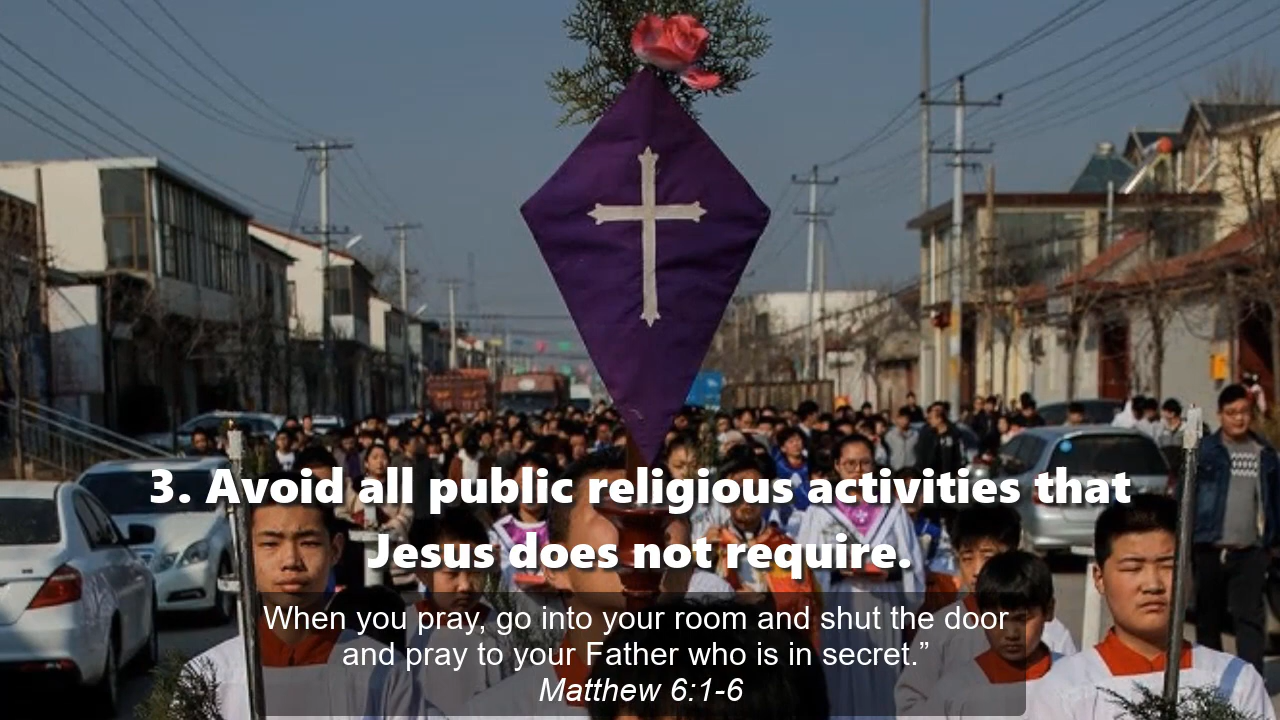 3. Avoid all public religious activities that
Jesus does not require.
When you pray, go into your room and shut the door
and pray to your Father who is in secret.”
Matthew 6:1-6